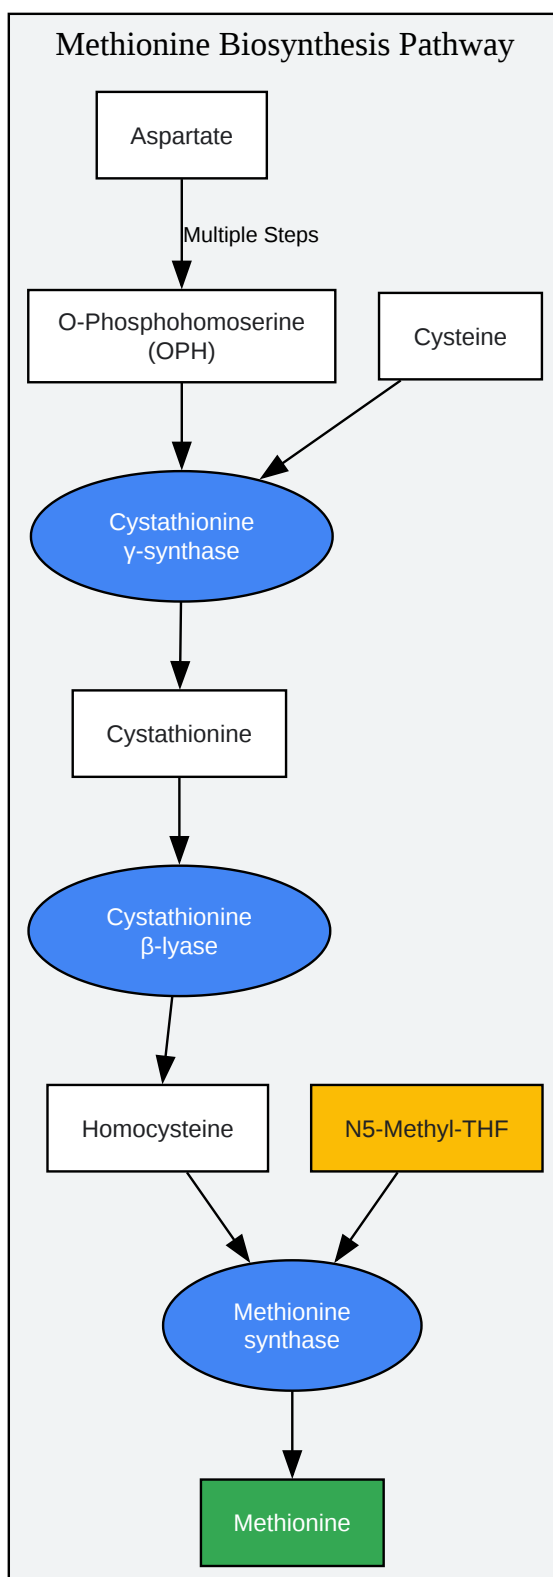 Methionine Biosynthesis Pathway
Aspartate
Multiple Steps
O-Phosphohomoserine
(OPH)
Cysteine
Cystathionine
γ-synthase
Cystathionine
Cystathionine
β-lyase
Homocysteine
N5-Methyl-THF
Methionine
synthase
Methionine